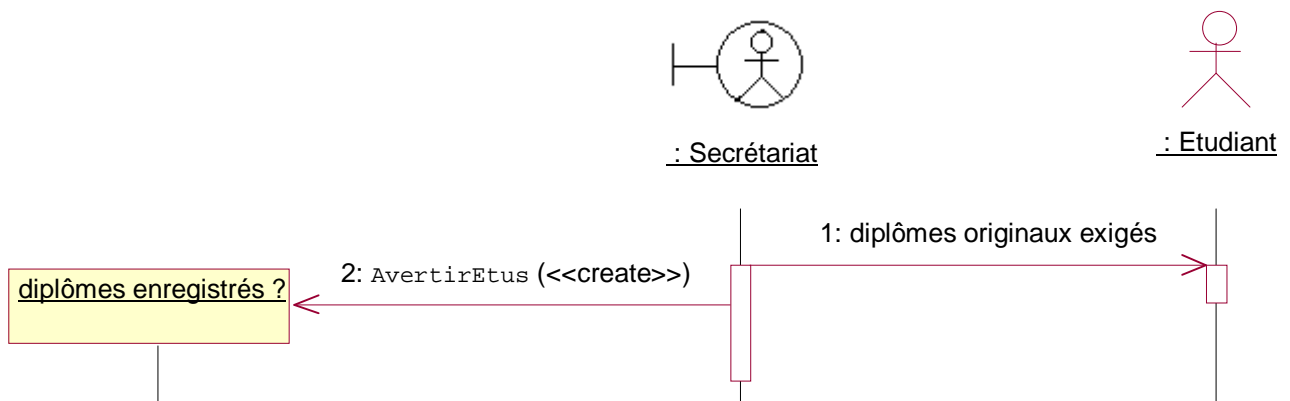 : Secrétariat
: Etudiant
1: diplômes originaux exigés
2: AvertirEtus (<<create>>)
diplômes enregistrés ?